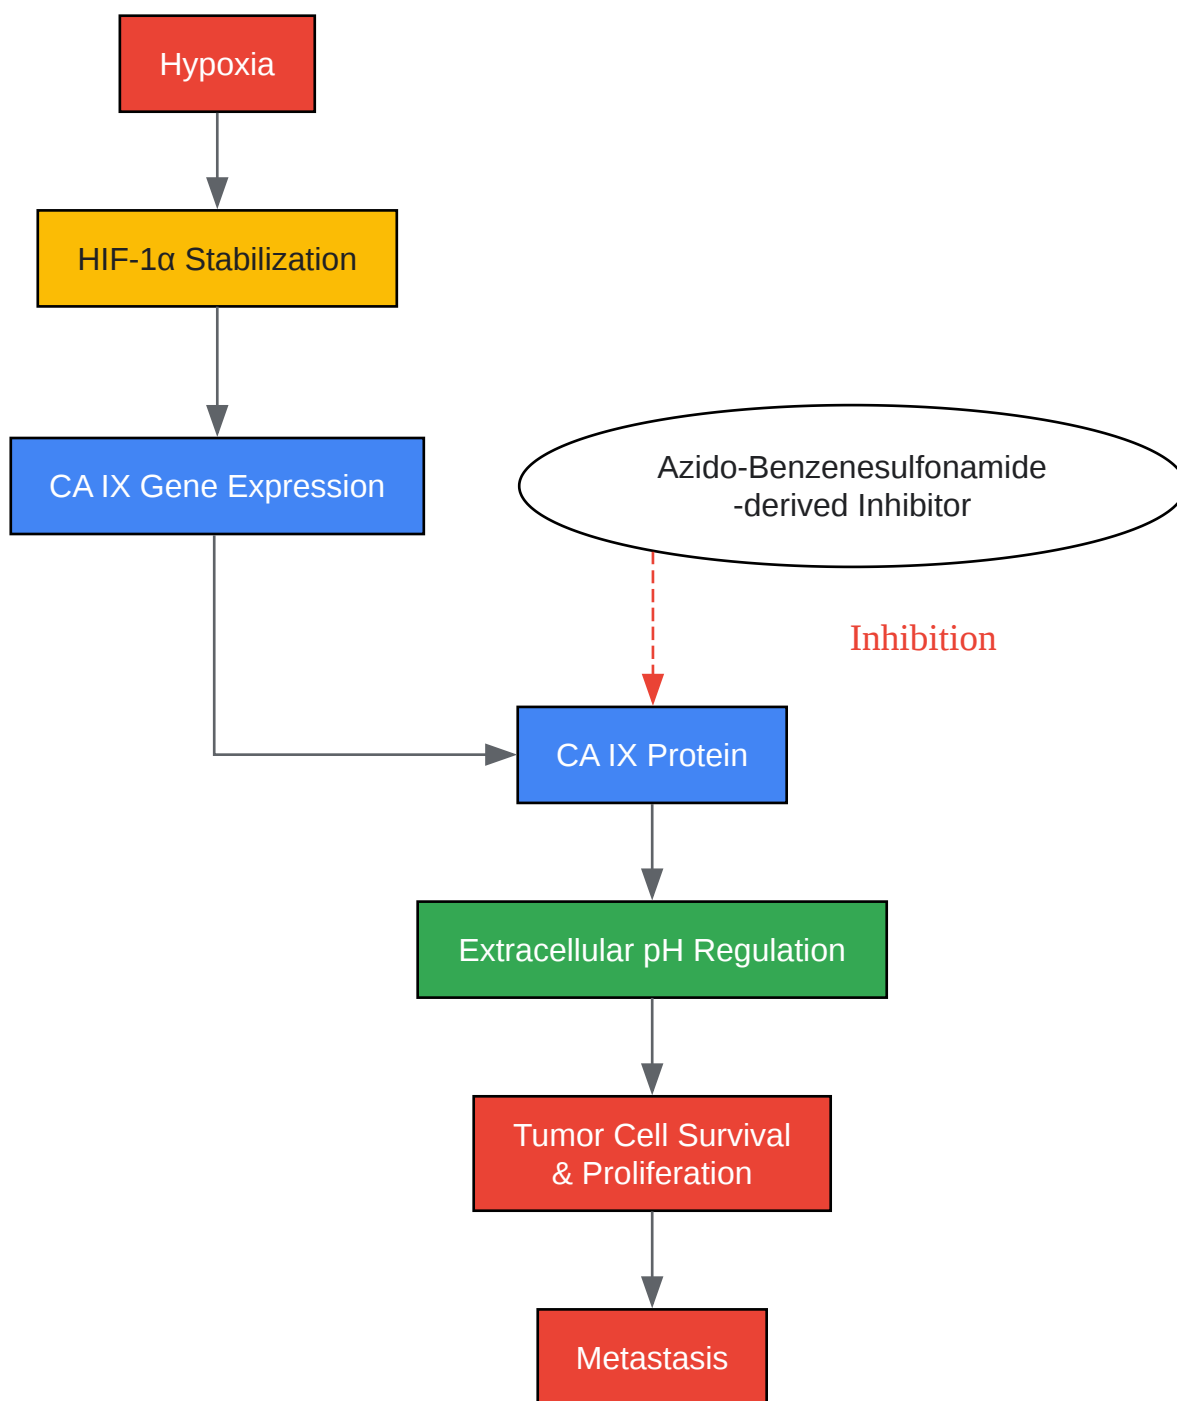 Hypoxia
HIF-1α Stabilization
CA IX Gene Expression
Azido-Benzenesulfonamide
-derived Inhibitor
Inhibition
CA IX Protein
Extracellular pH Regulation
Tumor Cell Survival
& Proliferation
Metastasis